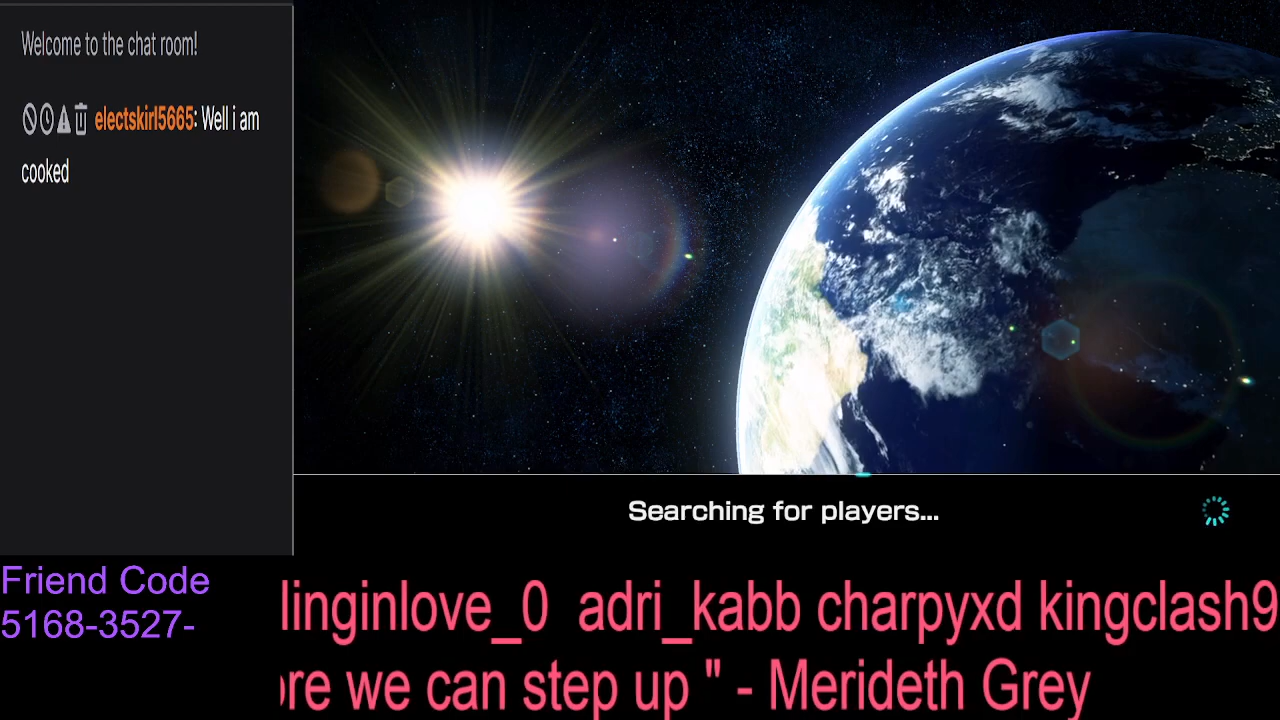 Welcome to the chat room!
electskirl5665: Well i am
cooked
Searching for players...
Friend Code
5168-3527-
linginlove_0 adri_kabb charpyxd kingclash9
we can step up " - Merideth Grey